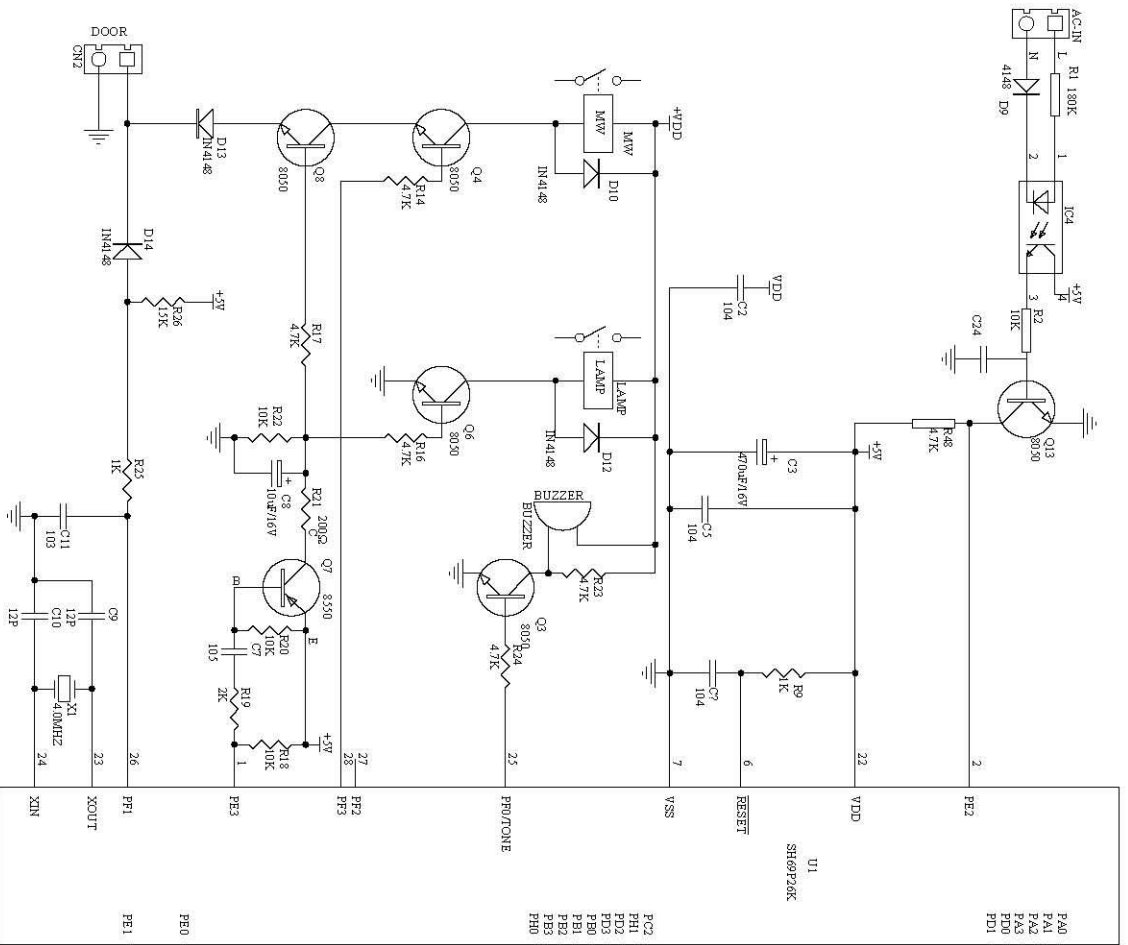 DOOR
CN2
AC-IN
L
N
R1 180K
4148 D9
1
2
IC4
+5V
4
3
R2
10K
C24
Q13
8050
R48
4.7K
+5V
+VDD
MW
MW
D10
IN4148
Q4
8050
R14
4.7K
Q8
8050
D13
IN4148
D14
IN4148
R26
15K
+5V
R17
4.7K
VDD
C2
104
LAMP
LAMP
D12
IN4148
Q6
8050
R16
4.7K
R22
10K
C8
10uF/16V
R21
200Ω
C
Q7
8550
B
E
R20
10K
C7
105
R19
2K
R18
10K
+5V
R25
1K
C11
103
C9
12P
C10
12P
X1
4.0MHZ
BUZZER
BUZZER
R23
4.7K
Q3
8050
R24
4.7K
C3
470uF/16V
C5
104
C?
104
R9
1K
24
23
26
1
28
27
25
7
6
22
2
XIN
XOUT
PF1
PE3
PF3
PF2
PF0/TONE
VSS
RESET
VDD
PE2
U1
SH69P26K
PE1
PE0
PC2
PH1
PD2
PD3
PB0
PB1
PB2
PB3
PH0
PA0
PA1
PA2
PA3
PD0
PD1